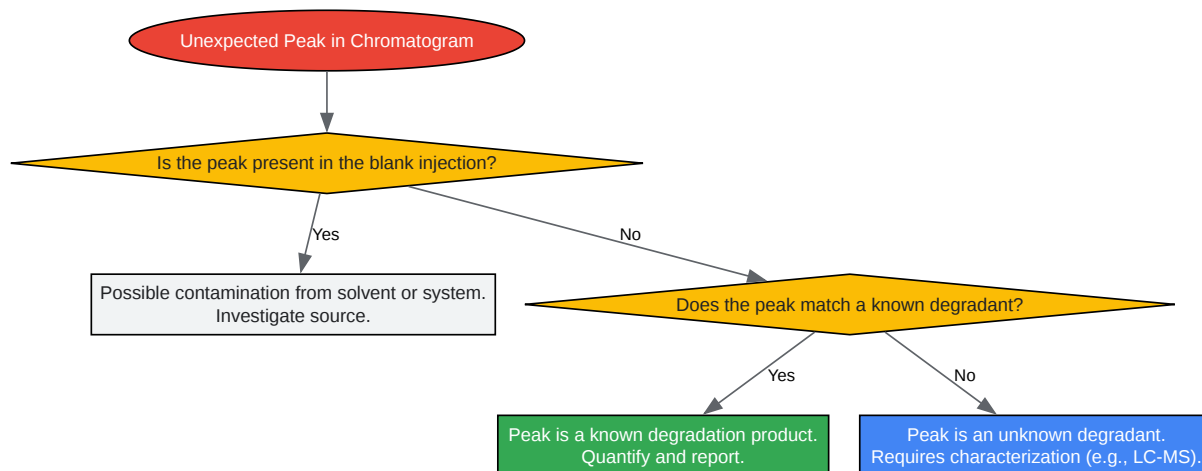 Unexpected Peak in Chromatogram
Is the peak present in the blank injection?
Yes
No
Possible contamination from solvent or system.
Investigate source.
Does the peak match a known degradant?
Yes
No
Peak is a known degradation product.
Quantify and report.
Peak is an unknown degradant.
Requires characterization (e.g., LC-MS).